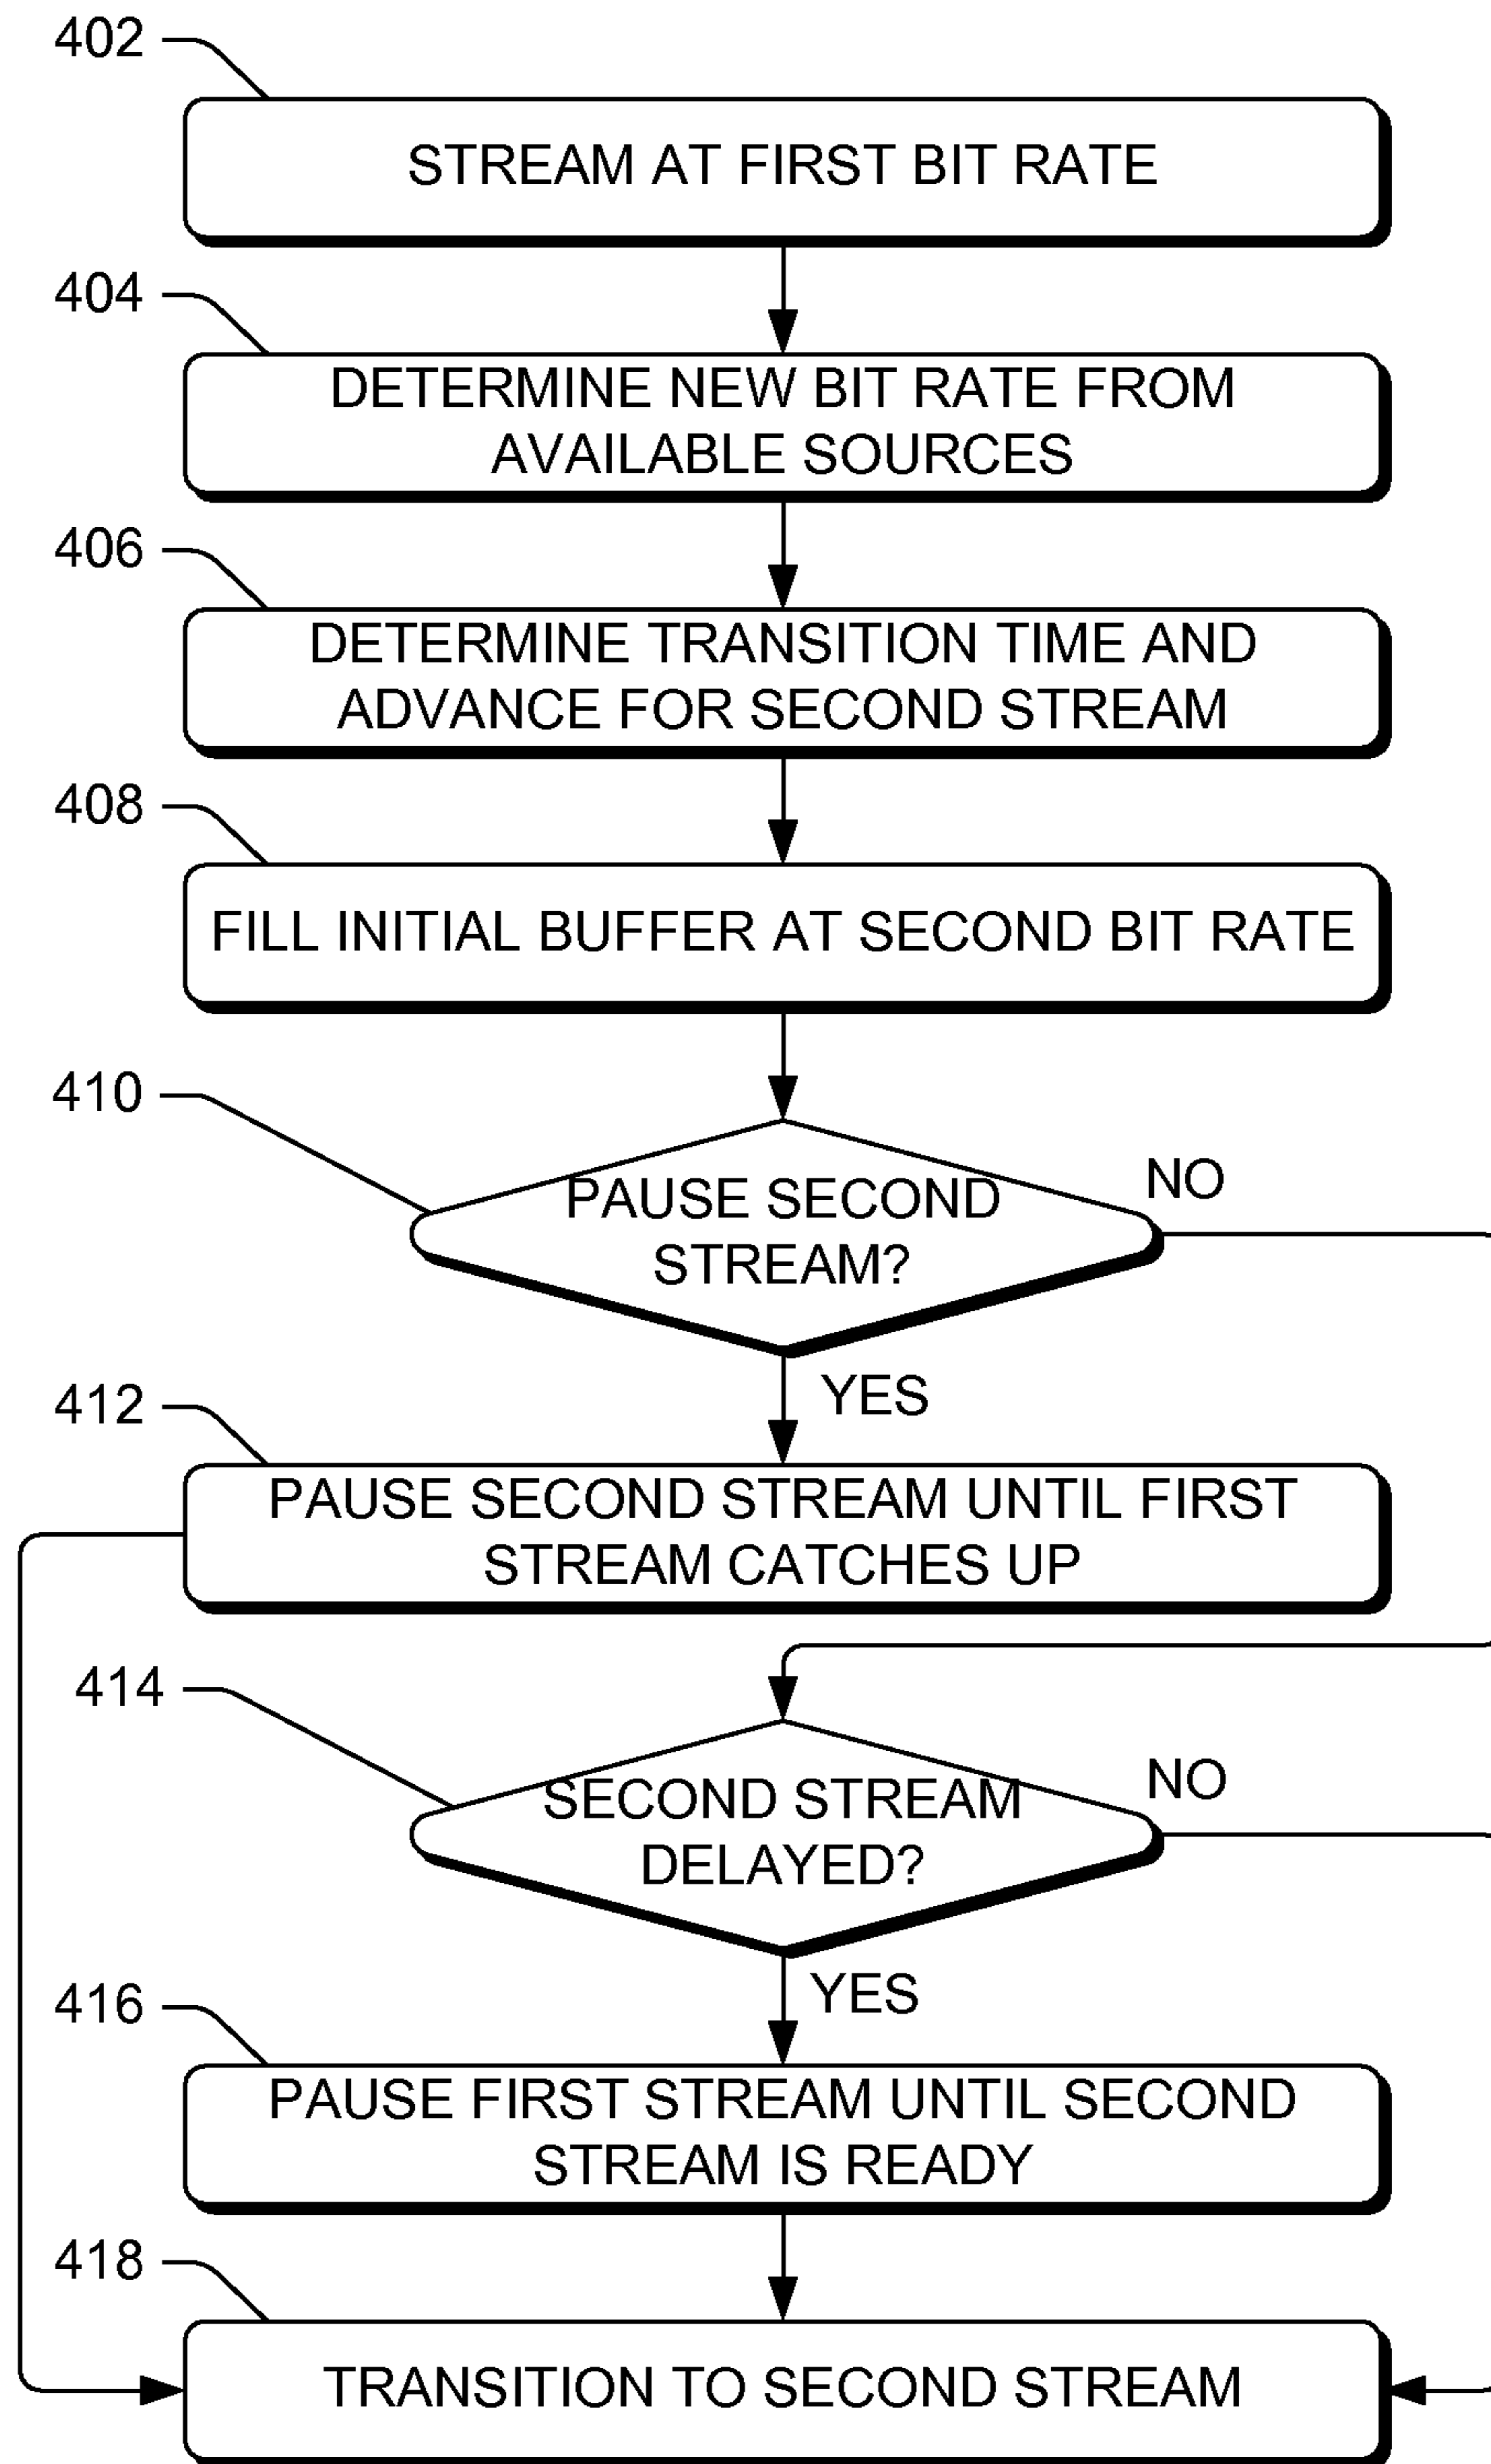 402
STREAM AT FIRST BIT RATE
404
DETERMINE NEW BIT RATE FROM
AVAILABLE SOURCES
406
DETERMINE TRANSITION TIME AND
ADVANCE FOR SECOND STREAM
408
FILL INITIAL BUFFER AT SECOND BIT RATE
410
PAUSE SECOND
STREAM?
NO
YES
412
PAUSE SECOND STREAM UNTIL FIRST
STREAM CATCHES UP
414
SECOND STREAM
DELAYED?
NO
YES
416
PAUSE FIRST STREAM UNTIL SECOND
STREAM IS READY
418
TRANSITION TO SECOND STREAM